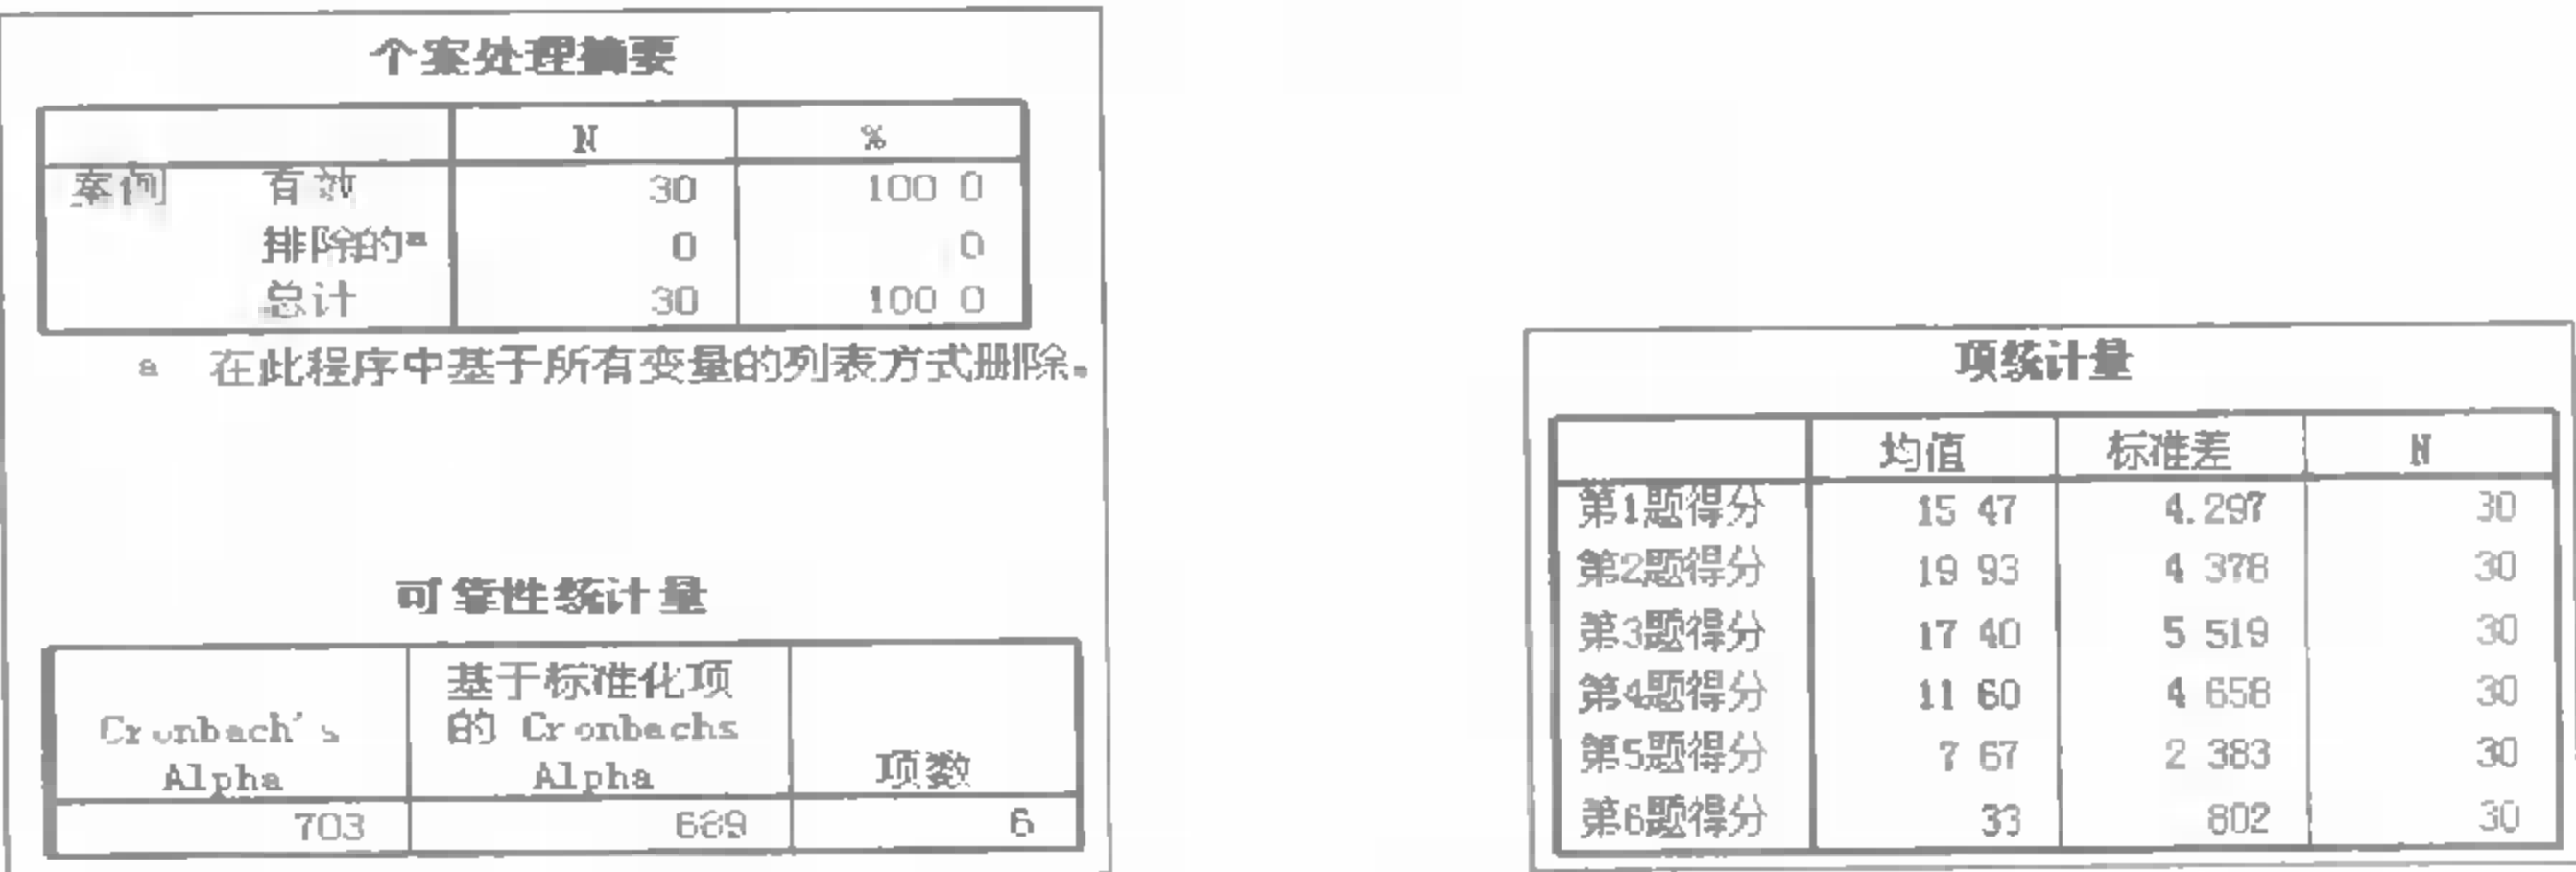 个案处理摘要
N %
案例 有效 30 100 0
排除的a 0 0
总计 30 100 0
a 在此程序中基于所有变量的列表方式删除。
可靠性统计量
Cronbach's Alpha 基于标准化项的 Cronbachs Alpha 项数
703 689 6
项统计量
均值 标准差 N
第1题得分 15 47 4.297 30
第2题得分 19 93 4 378 30
第3题得分 17 40 5 519 30
第4题得分 11 60 4 658 30
第5题得分 7 67 2 383 30
第6题得分 33 802 30